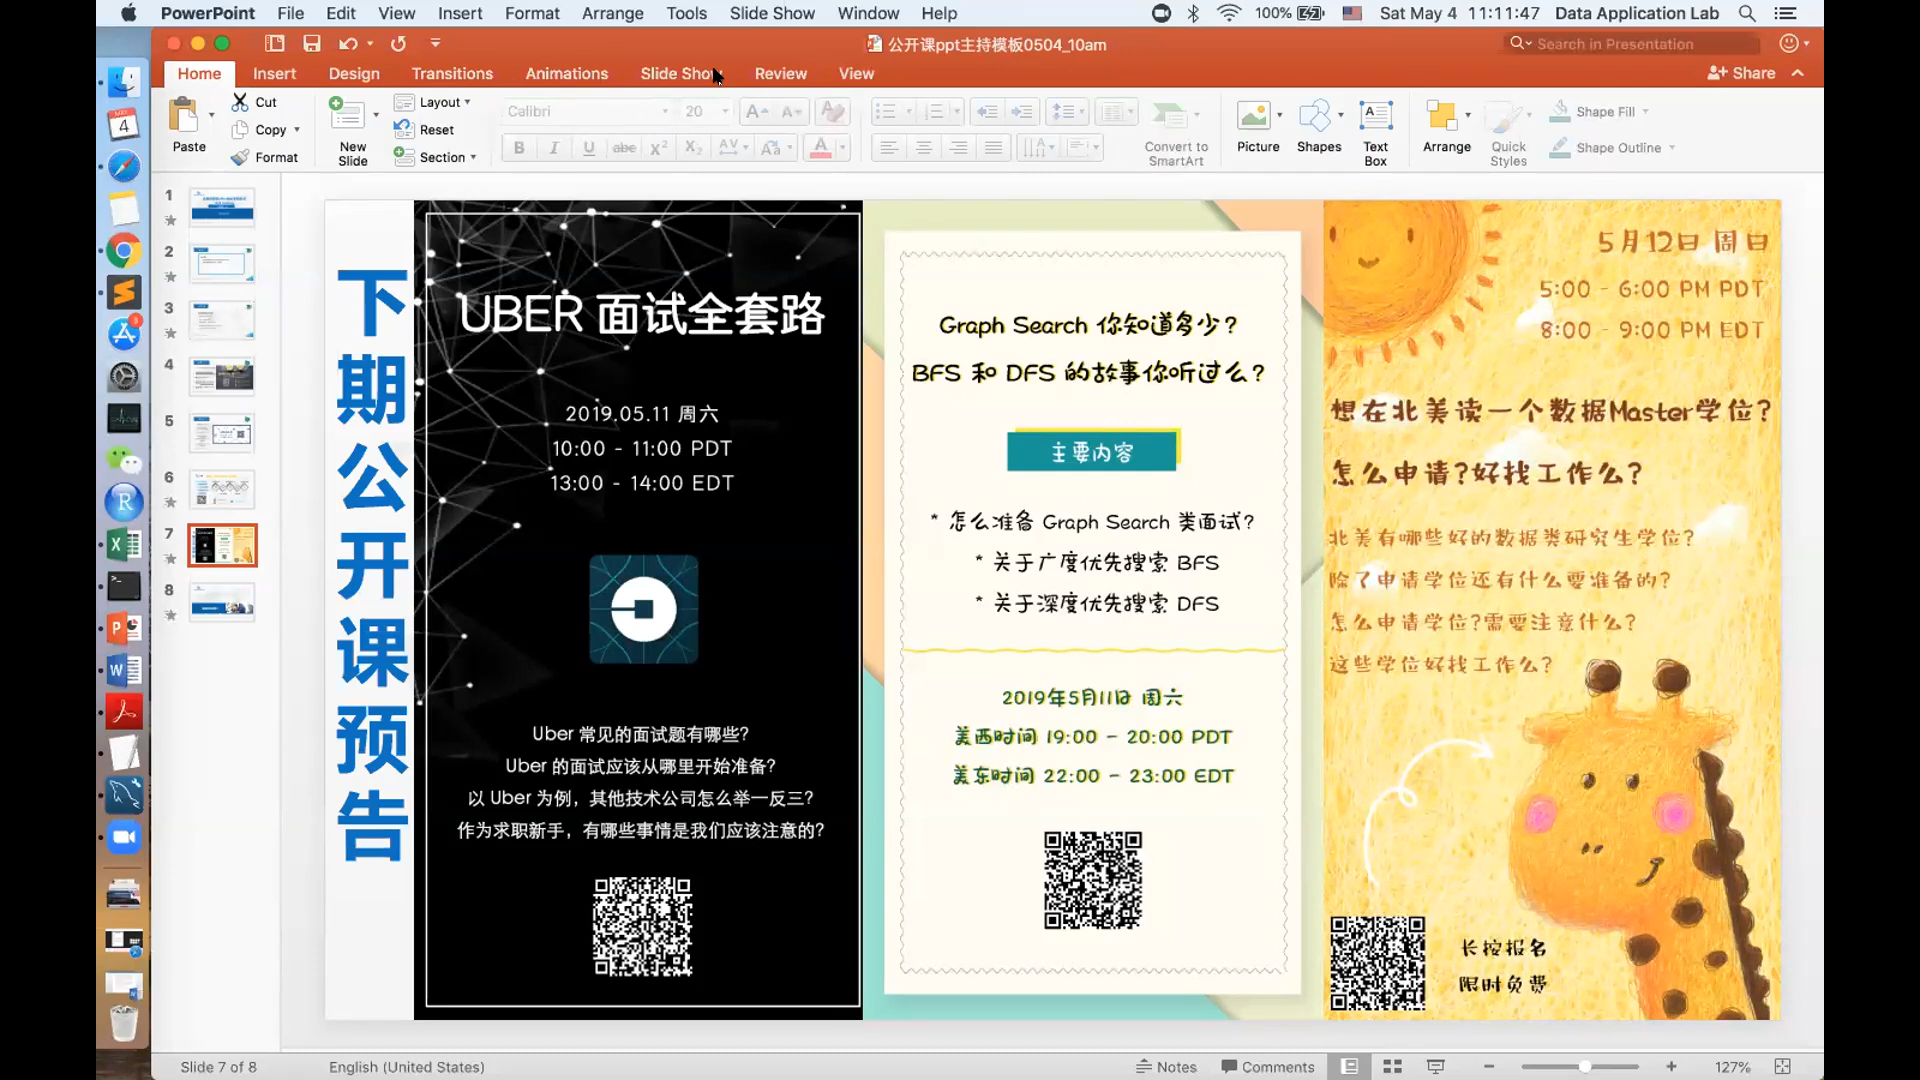 PowerPoint File Edit View Insert Format Arrange Tools Slide Show Window Help 100% Sat May 4 11:11:47 Data Application Lab
公开课ppt主持模板0504_10am
Search in Presentation
Home Insert Design Transitions Animations Slide Show Review View Share
Paste
Cut
Copy
Format
New Slide
Layout
Reset
Section
Calibri 20
B I U abc X² X₂ AV Aa A
Convert to SmartArt
Picture
Shapes
Text Box
Arrange
Quick Styles
Shape Fill
Shape Outline
1
2
3
4
5
6
7
8
下期公开课预告
UBER 面试全套路
2019.05.11 周六
10:00 - 11:00 PDT
13:00 - 14:00 EDT
Uber 常见的面试题有哪些?
Uber 的面试应该从哪里开始准备?
以 Uber 为例，其他技术公司怎么举一反三?
作为求职新手，有哪些事情是我们应该注意的?
Graph Search 你知道多少?
BFS 和 DFS 的故事你听过么?
主要内容
* 怎么准备 Graph Search 类面试?
* 关于广度优先搜索 BFS
* 关于深度优先搜索 DFS
2019年5月11日 周六
美西时间 19:00 - 20:00 PDT
美东时间 22:00 - 23:00 EDT
5月12日 周日
5:00 - 6:00 PM PDT
8:00 - 9:00 PM EDT
想在北美读一个数据Master学位?
怎么申请?好找工作么?
北美有哪些好的数据类研究生学位?
除了申请学位还有什么要准备的?
怎么申请学位?需要注意什么?
这些学位好找工作么?
长按报名
限时免费
Slide 7 of 8 English (United States) Notes Comments 127%